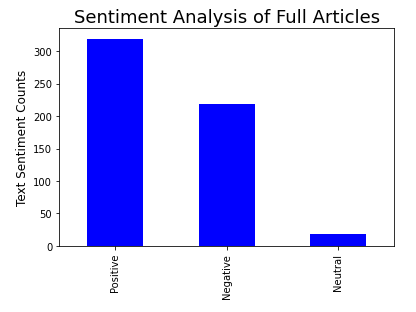 Sentiment Analysis of Full Articles
Text Sentiment Counts
300
250
200
150
100
50
0
Positive
Negative
Neutral